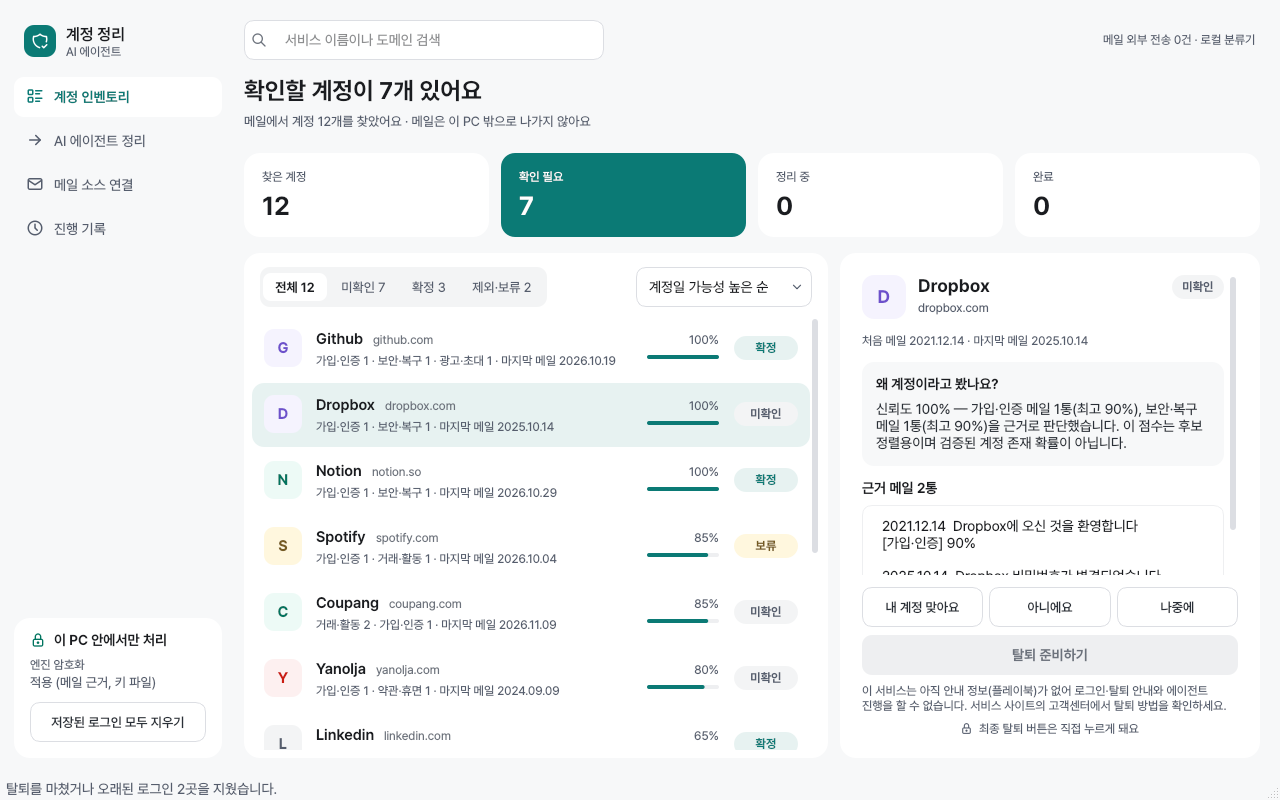 계정 정리
AI 에이전트
계정 인벤토리
AI 에이전트 정리
메일 소스 연결
진행 기록
이 PC 안에서만 처리
엔진 암호화
적용 (메일 근거, 키 파일)
저장된 로그인 모두 지우기
서비스 이름이나 도메인 검색
메일 외부 전송 0건 · 로컬 분류기
확인할 계정이 7개 있어요
메일에서 계정 12개를 찾았어요 · 메일은 이 PC 밖으로 나가지 않아요
찾은 계정
12
확인 필요
7
정리 중
0
완료
0
전체 12 미확인 7 확정 3 제외·보류 2
계정일 가능성 높은 순
G Github github.com 100% 확정
가입·인증 1 · 보안·복구 1 · 광고·초대 1 · 마지막 메일 2026.10.19
D Dropbox dropbox.com 100% 미확인
가입·인증 1 · 보안·복구 1 · 마지막 메일 2025.10.14
N Notion notion.so 100% 확정
가입·인증 1 · 보안·복구 1 · 마지막 메일 2026.10.29
S Spotify spotify.com 85% 보류
가입·인증 1 · 거래·활동 1 · 마지막 메일 2026.10.04
C Coupang coupang.com 85% 미확인
거래·활동 2 · 가입·인증 1 · 마지막 메일 2026.11.09
Y Yanolja yanolja.com 80% 미확인
가입·인증 1 · 약관·휴면 1 · 마지막 메일 2024.09.09
L Linkedin linkedin.com 65% 확정
D Dropbox 미확인
dropbox.com
처음 메일 2021.12.14 · 마지막 메일 2025.10.14
왜 계정이라고 봤나요?
신뢰도 100% — 가입·인증 메일 1통(최고 90%), 보안·복구
메일 1통(최고 90%)을 근거로 판단했습니다. 이 점수는 후보
정렬용이며 검증된 계정 존재 확률이 아닙니다.
근거 메일 2통
2021.12.14 Dropbox에 오신 것을 환영합니다
[가입·인증] 90%
2025.10.14 Dropbox 비밀번호가 변경되었습니다
내 계정 맞아요 아니에요 나중에
탈퇴 준비하기
이 서비스는 아직 안내 정보(플레이북)가 없어 로그인·탈퇴 안내와 에이전트
진행을 할 수 없습니다. 서비스 사이트의 고객센터에서 탈퇴 방법을 확인하세요.
최종 탈퇴 버튼은 직접 누르게 돼요
탈퇴를 마쳤거나 오래된 로그인 2곳을 지웠습니다.